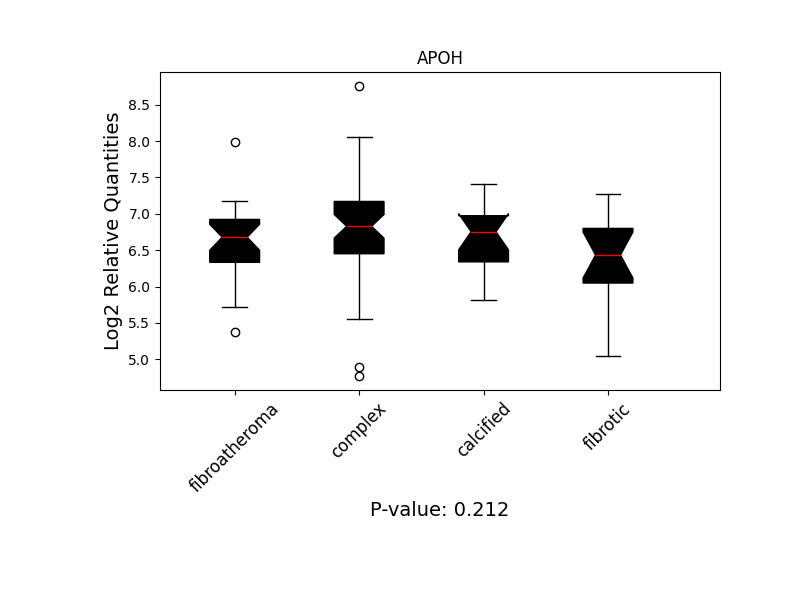 APOH
Log2 Relative Quantities
8.5
8.0
7.5
7.0
6.5
6.0
5.5
5.0
fibroatheroma
complex
calcified
fibrotic
P-value: 0.212